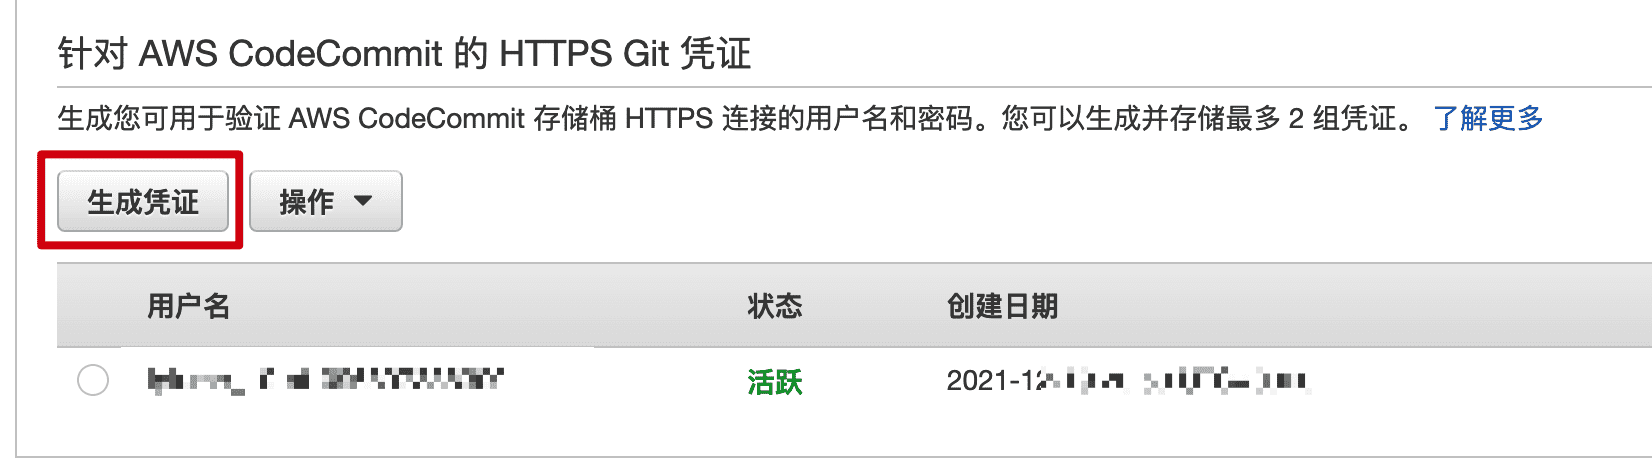 针对 AWS CodeCommit 的 HTTPS Git 凭证
生成您可用于验证 AWS CodeCommit 存储桶 HTTPS 连接的用户名和密码。您可以生成并存储最多 2 组凭证。 了解更多
生成凭证 操作
用户名 状态 创建日期
活跃 2021-12